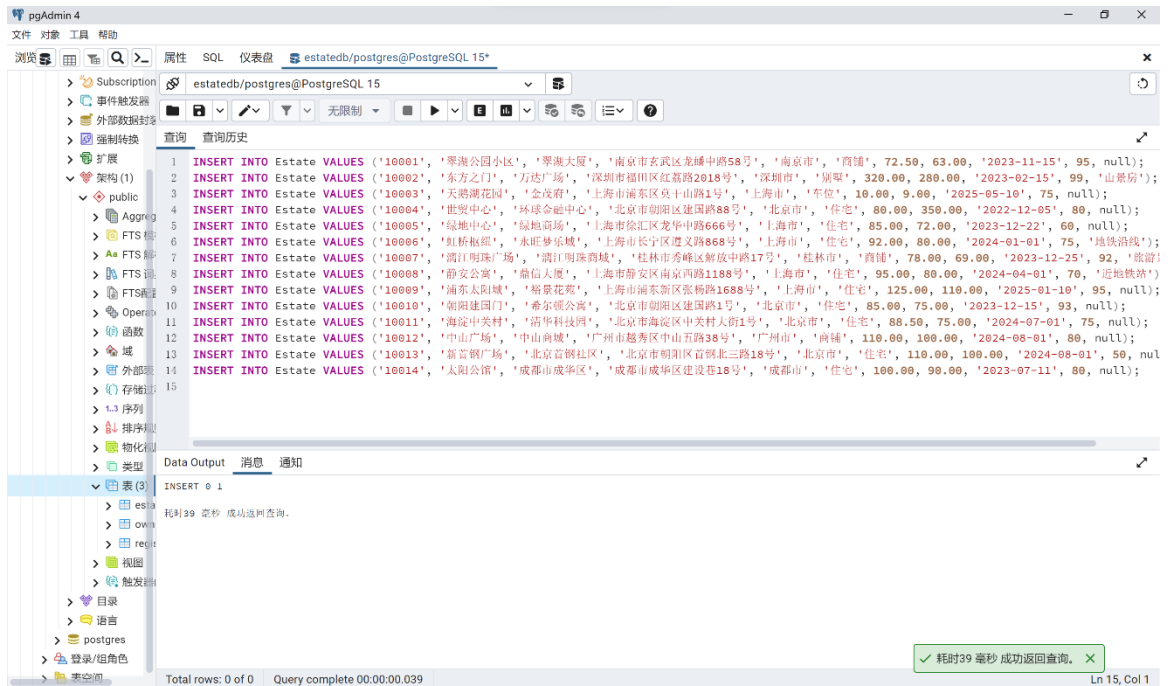 pgAdmin 4
文件 对象 工具 帮助
浏览 属性 SQL 仪表盘 estatedb/postgres@PostgreSQL 15*
Subscription
事件触发器
外部数据封装
强制转换
扩展
架构 (1)
public
Aggreg
FTS
FTS
FTS
FTS配
Operato
函数
域
外部表
存储过
1..3 序列
排序规
物化视
类型
表 (3)
esta
own
regis
视图
触发器
目录
语言
postgres
登录/组角色
表空间
estatedb/postgres@PostgreSQL 15
无限制
查询 查询历史
1 INSERT INTO Estate VALUES ('10001', '翠湖公园小区', '翠湖大厦', '南京市玄武区龙蟠中路58号', '南京市', '商铺', 72.50, 63.00, '2023-11-15', 95, null);
2 INSERT INTO Estate VALUES ('10002', '东方之门', '万达广场', '深圳市福田区红荔路2018号', '深圳市', '别墅', 320.00, 280.00, '2023-02-15', 99, '山景房');
3 INSERT INTO Estate VALUES ('10003', '天鹅湖花园', '金茂府', '上海市浦东区莫干山路1号', '上海市', '车位', 10.00, 9.00, '2025-05-10', 75, null);
4 INSERT INTO Estate VALUES ('10004', '世贸中心', '环球金融中心', '北京市朝阳区建国路88号', '北京市', '住宅', 80.00, 350.00, '2022-12-05', 80, null);
5 INSERT INTO Estate VALUES ('10005', '绿地中心', '绿地商场', '上海市徐汇区龙华中路666号', '上海市', '住宅', 85.00, 72.00, '2023-12-22', 60, null);
6 INSERT INTO Estate VALUES ('10006', '虹桥枢纽', '永旺梦乐城', '上海市长宁区遵义路868号', '上海市', '住宅', 92.00, 80.00, '2024-01-01', 75, '地铁沿线');
7 INSERT INTO Estate VALUES ('10007', '漓江明珠广场', '漓江明珠商城', '桂林市秀峰区解放中路17号', '桂林市', '商铺', 78.00, 69.00, '2023-12-25', 92, '旅游
8 INSERT INTO Estate VALUES ('10008', '静安公寓', '鼎信大厦', '上海市静安区南京西路1188号', '上海市', '住宅', 95.00, 80.00, '2024-04-01', 70, '近地铁站')
9 INSERT INTO Estate VALUES ('10009', '浦东太阳城', '裕景花苑', '上海市浦东新区张杨路1688号', '上海市', '住宅', 125.00, 110.00, '2025-01-10', 95, null);
10 INSERT INTO Estate VALUES ('10010', '朝阳建国门', '希尔顿公寓', '北京市朝阳区建国路1号', '北京市', '住宅', 85.00, 75.00, '2023-12-15', 93, null);
11 INSERT INTO Estate VALUES ('10011', '海淀中关村', '清华科技园', '北京市海淀区中关村大街1号', '北京市', '住宅', 88.50, 75.00, '2024-07-01', 75, null);
12 INSERT INTO Estate VALUES ('10012', '中山广场', '中山商城', '广州市越秀区中山五路38号', '广州市', '商铺', 110.00, 100.00, '2024-08-01', 80, null);
13 INSERT INTO Estate VALUES ('10013', '新首钢广场', '北京首钢社区', '北京市朝阳区首钢北三路18号', '北京市', '住宅', 110.00, 100.00, '2024-08-01', 50, nul
14 INSERT INTO Estate VALUES ('10014', '太阳公馆', '成都市成华区', '成都市成华区建设巷18号', '成都市', '住宅', 100.00, 90.00, '2023-07-11', 80, null);
15
Data Output 消息 通知
INSERT 0 1
耗时39 毫秒 成功返回查询.
耗时39 毫秒 成功返回查询。
Total rows: 0 of 0 Query complete 00:00:00.039 Ln 15, Col 1